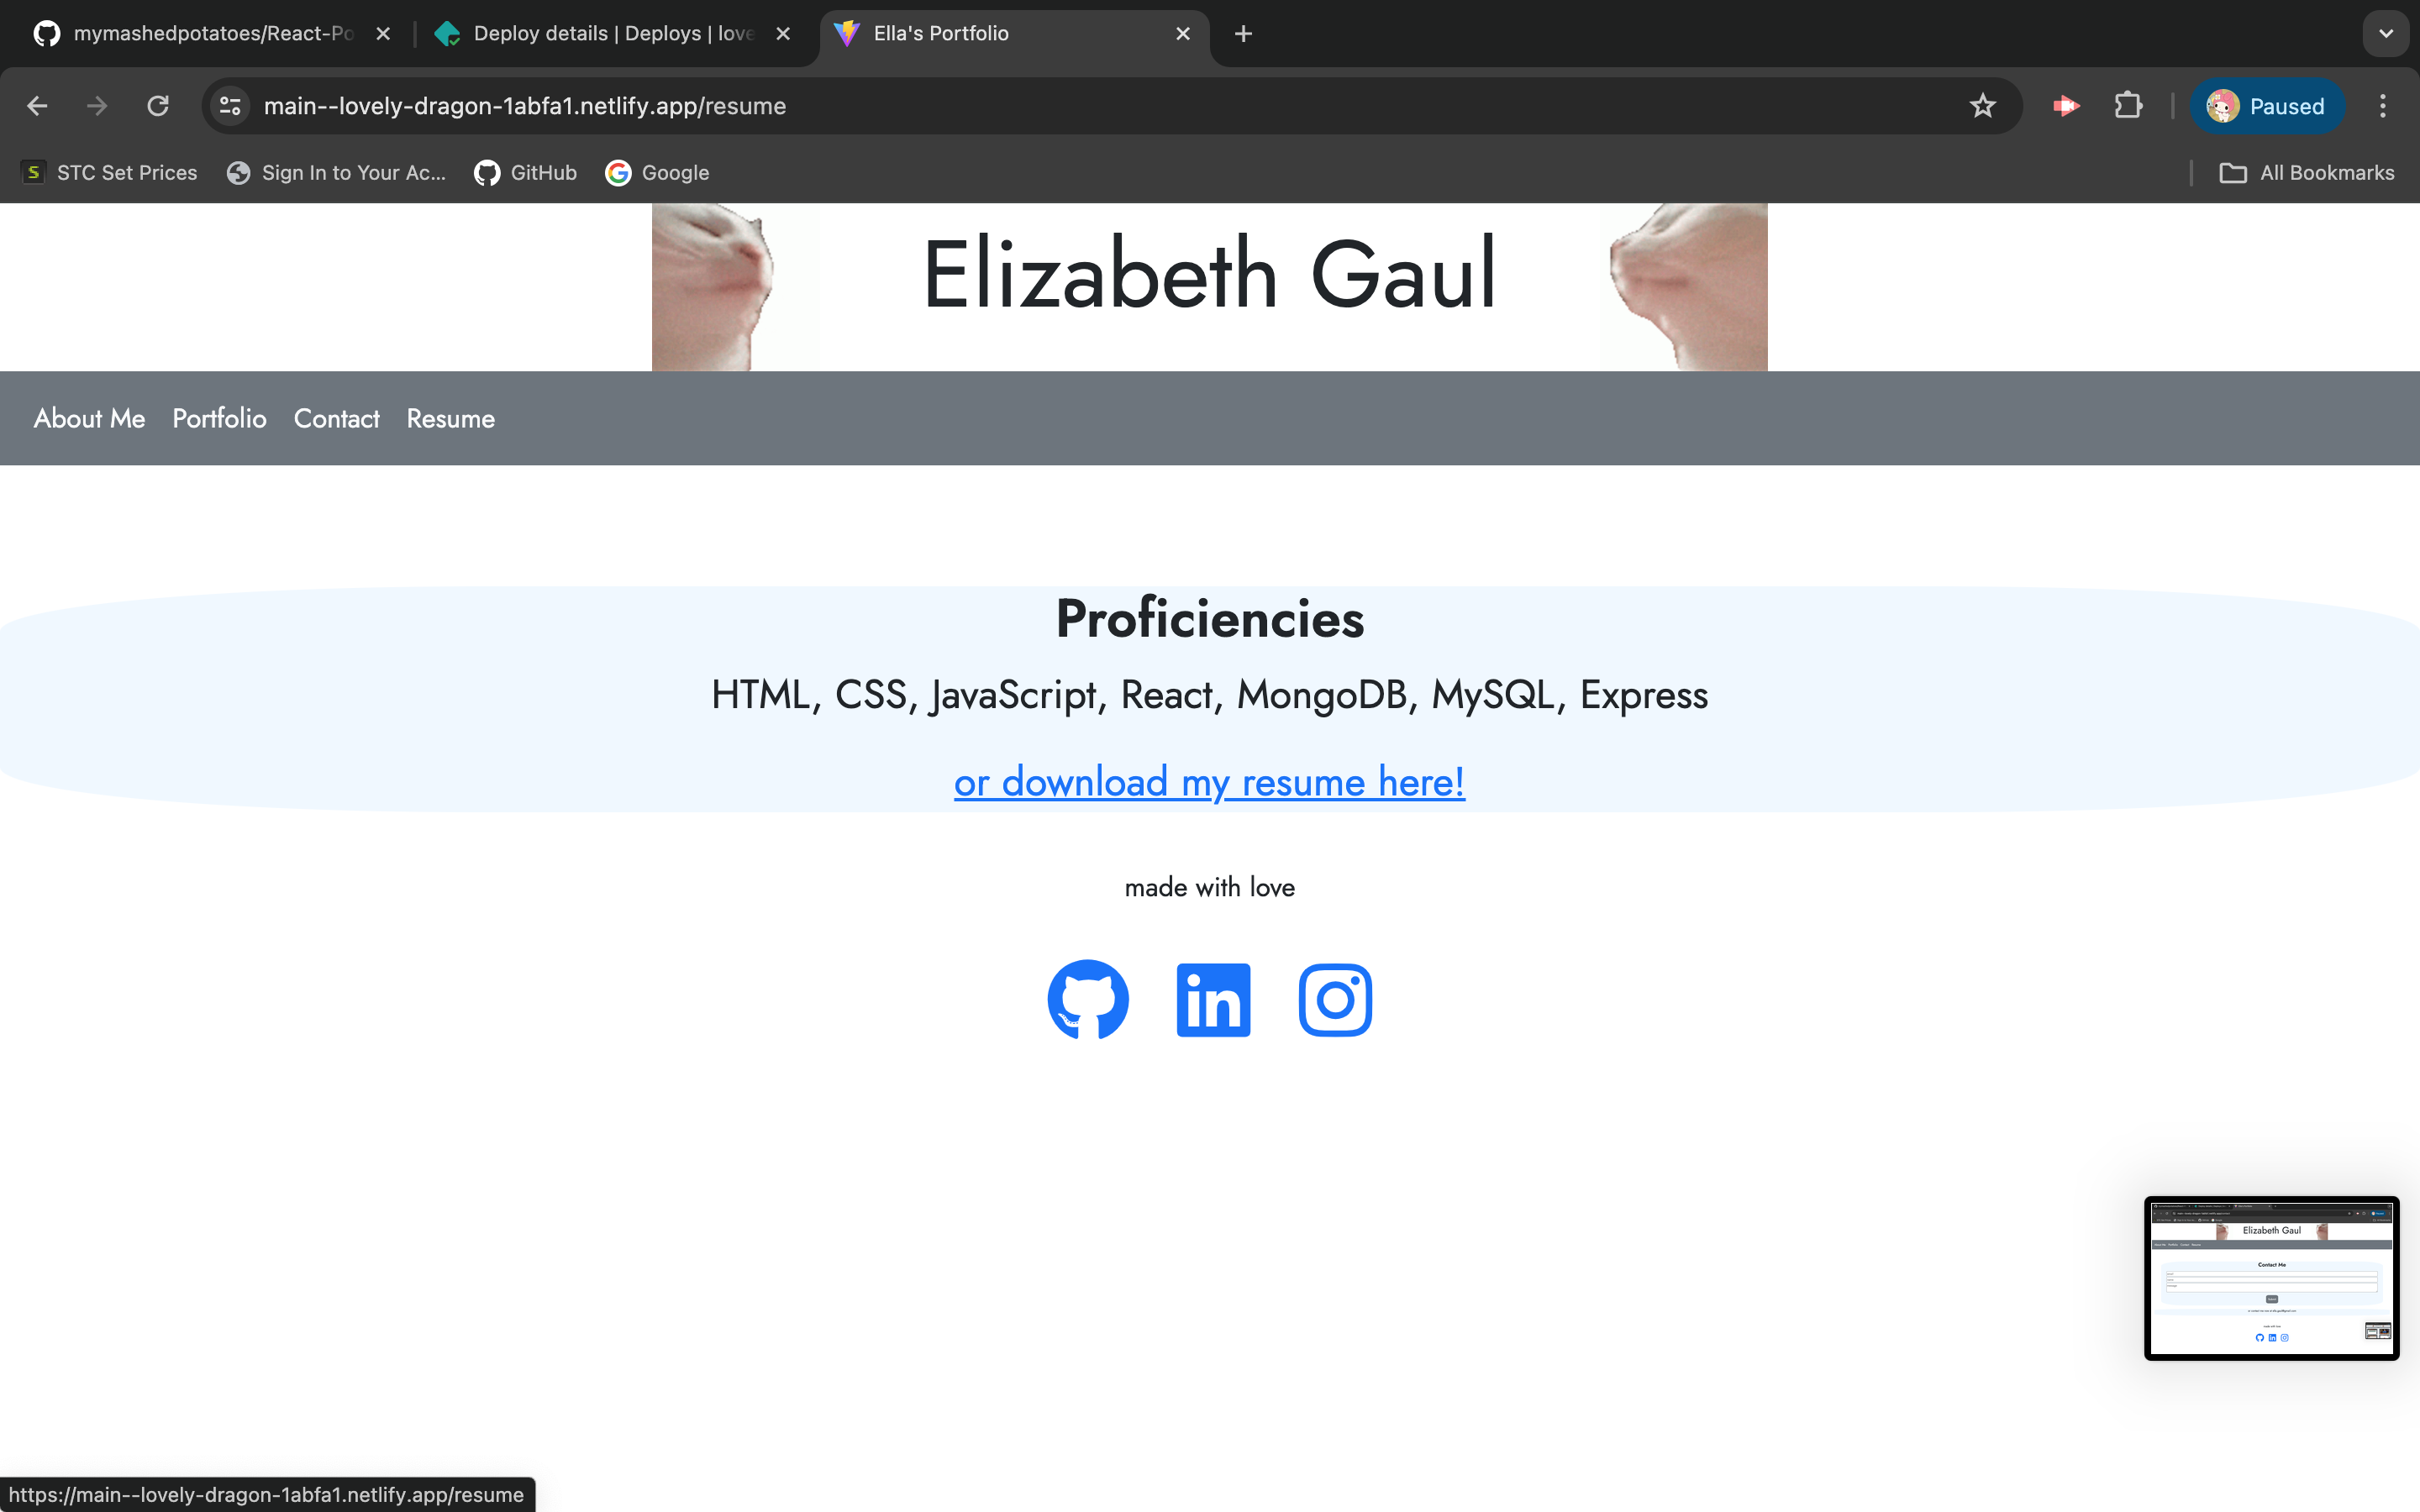 mymashedpotatoes/React-Po
Deploy details | Deploys | love
Ella's Portfolio
main--lovely-dragon-1abfa1.netlify.app/resume
Paused
STC Set Prices
Sign In to Your Ac...
GitHub
Google
All Bookmarks
Elizabeth Gaul
About Me Portfolio Contact Resume
Proficiencies
HTML, CSS, JavaScript, React, MongoDB, MySQL, Express
or download my resume here!
made with love
Elizabeth Gaul
Contact Me
https://main--lovely-dragon-1abfa1.netlify.app/resume